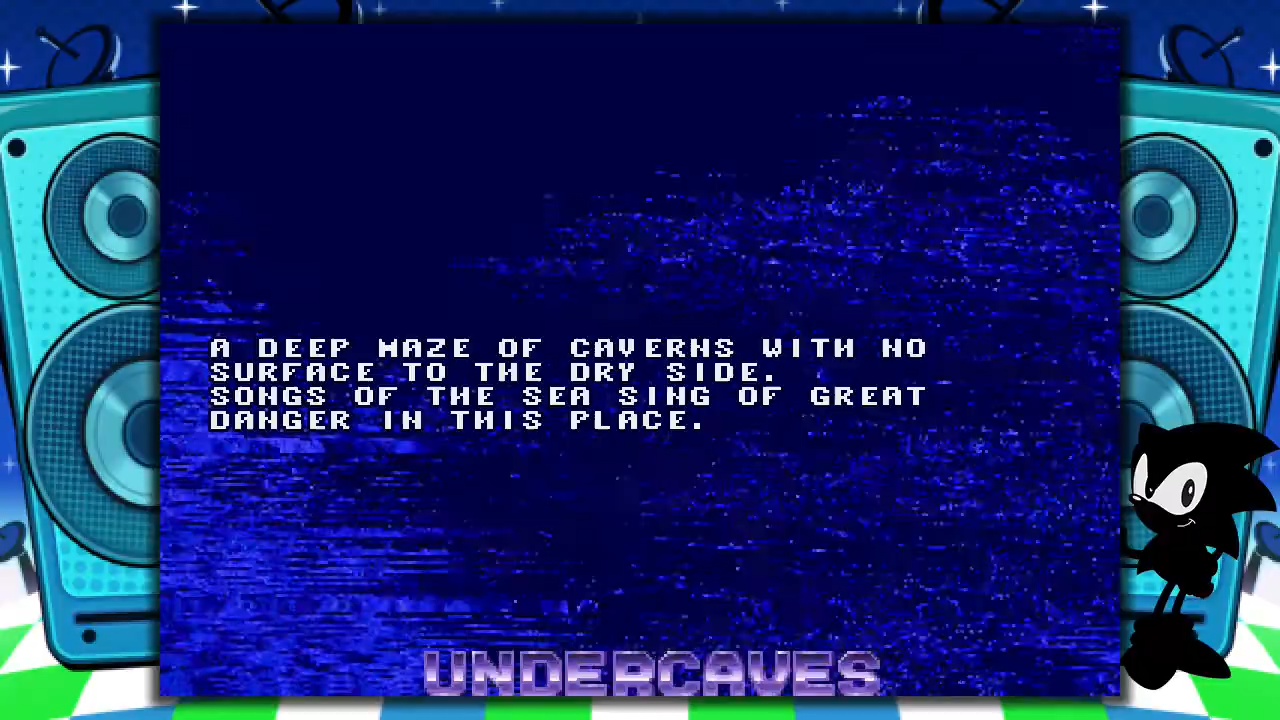 A DEEP MAZE OF CAVERNS WITH NO
SURFACE TO THE DRY SIDE.
SONGS OF THE SEA SING OF GREAT
DANGER IN THIS PLACE.
UNDERCAVES